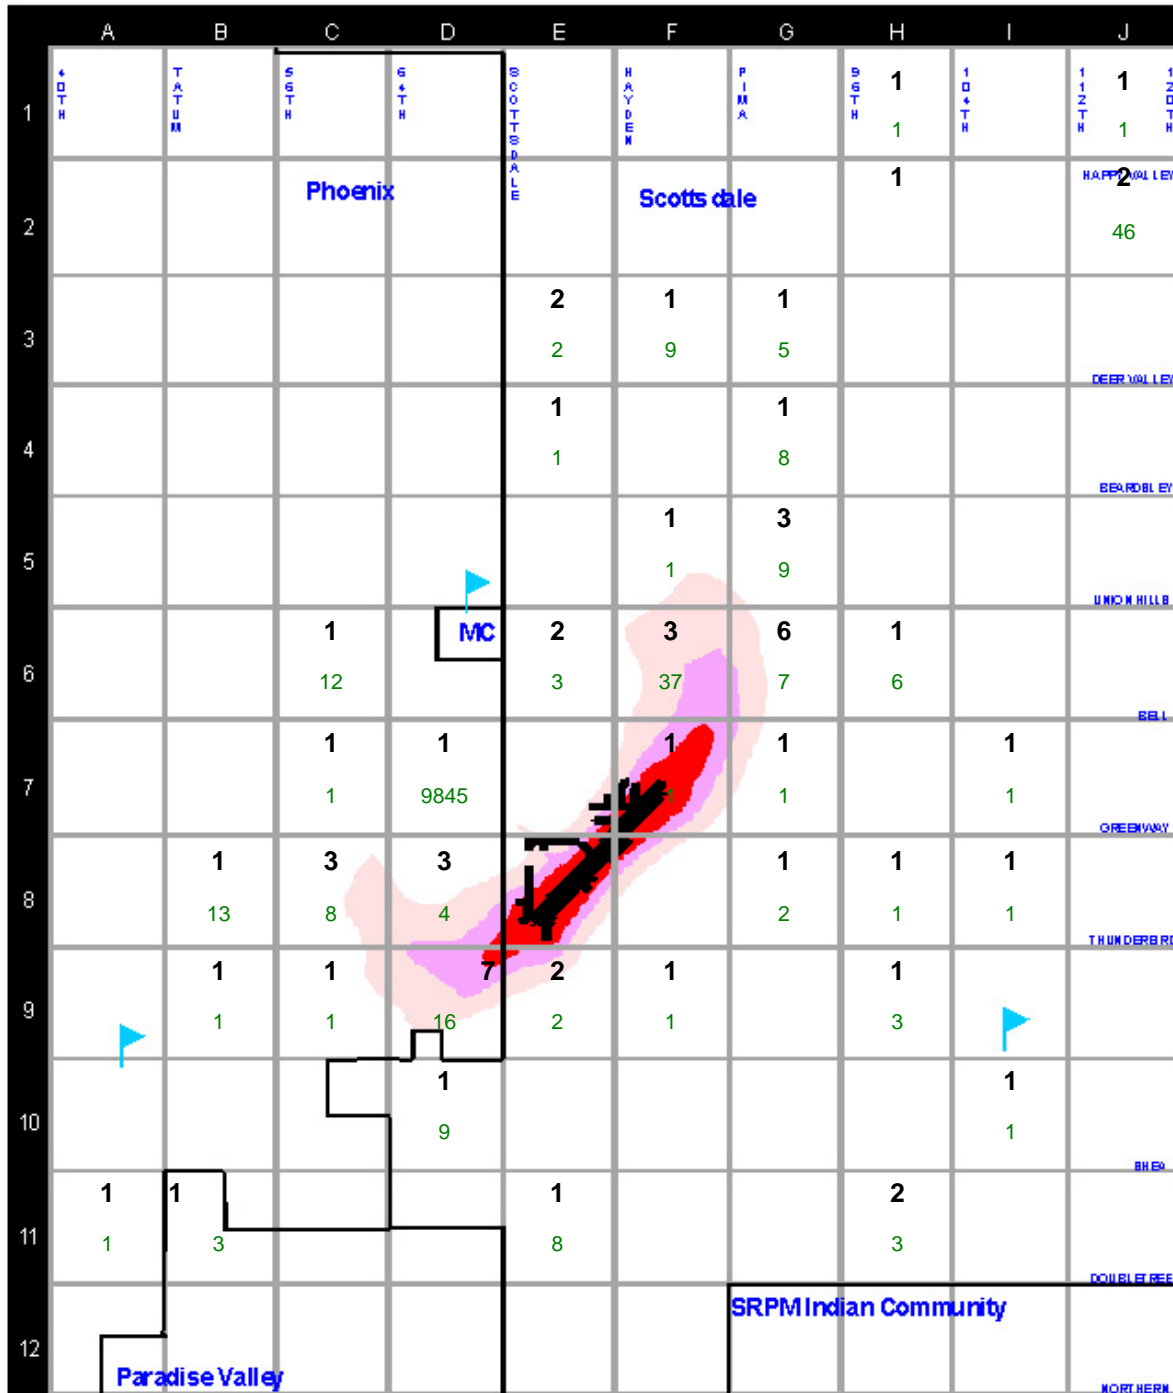 A B C D E F G H I J
1 40TH TATUM 56TH 64TH SCOTTSDALE HAYDEN PIMA 96TH 1 104TH 112TH 1 120TH
1 1
Phoenix Scottsdale 1 HAPPY VALLEY 2
2 46
2 1 1
3 2 9 5
DEER VALLEY
1 1
4 1 8
BEARDSLEY
1 3
5 1 9
UNION HILLS
1 MC 2 3 6 1
6 12 3 37 7 6
BELL
1 1 1 1 1
7 1 9845 1 1 1
GREENWAY
1 3 3 1 1 1
8 13 8 4 2 1 1
THUNDERBIRD
1 1 7 2 1 1
9 1 1 16 2 1 3
1 1
10 9 1
SHEA
1 1 1 2
11 1 3 8 3
DOUBLETREE
SRPM Indian Community
12
Paradise Valley
NORTHERN